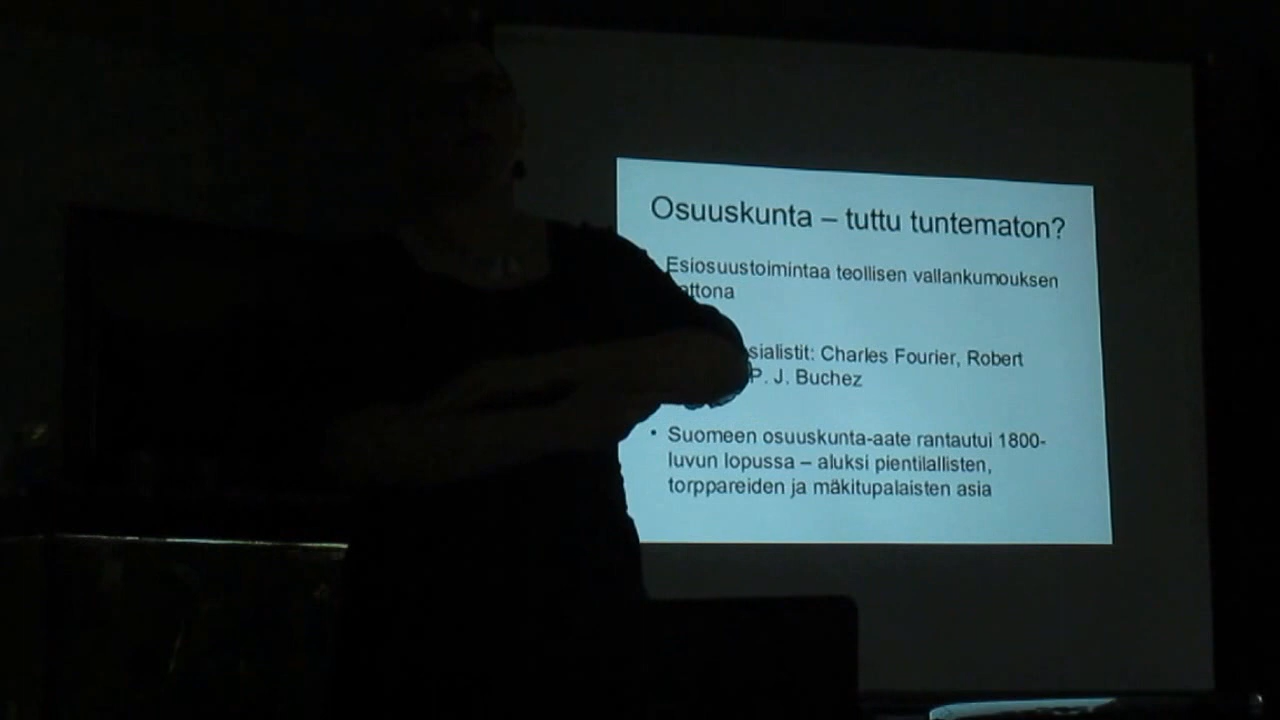 Osuuskunta – tuttu tuntematon?
Esiosuustoimintaa teollisen vallankumouksen
sialistit: Charles Fourier, Robert
P. J. Buchez
• Suomeen osuuskunta-aate rantautui 1800-
luvun lopussa – aluksi pientilallisten,
torppareiden ja mäkitupalaisten asia